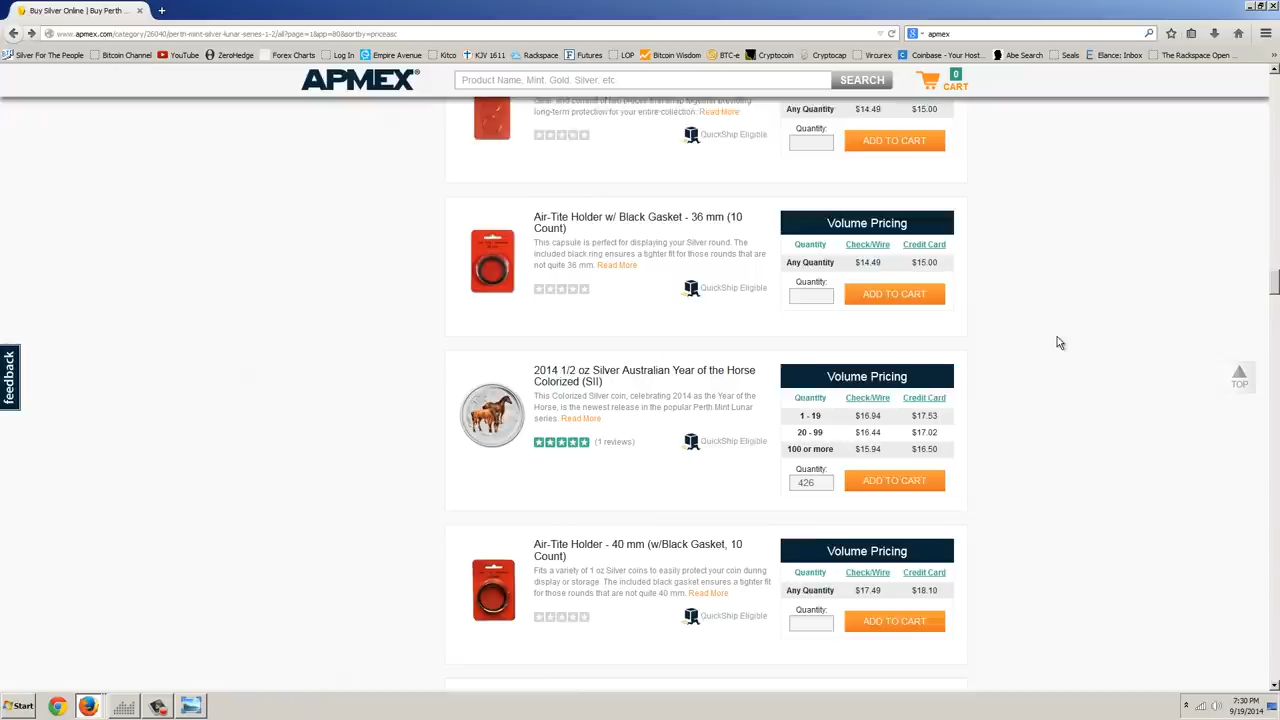 Buy Silver Online | Buy Perth ...
www.apmex.com/category/26040/perth-mint-silver-lunar-series-1-2/all?page=1&app=80&sortby=priceasc
apmex
Silver For The People
Bitcoin Channel
YouTube
ZeroHedge
Forex Charts
Log In
Empire Avenue
Kitco
KJV 1611
Rackspace
Futures
LOP
Bitcoin Wisdom
BTC-e
Cryptocoin
Cryptocap
Vircurex
Coinbase - Your Host...
Abe Search
Seals
Elance: Inbox
The Rackspace Open ...
APMEX
Product Name, Mint. Gold. Silver, etc.
SEARCH
0
CART
long-term protection for your entire collection. Read More
QuickShip Eligible
Any Quantity $14.49 $15.00
Quantity:
ADD TO CART
Air-Tite Holder w/ Black Gasket - 36 mm (10
Count)
This capsule is perfect for displaying your Silver round. The
included black ring ensures a tighter fit for those rounds that are
not quite 36 mm. Read More
QuickShip Eligible
Volume Pricing
Quantity Check/Wire Credit Card
Any Quantity $14.49 $15.00
Quantity:
ADD TO CART
2014 1/2 oz Silver Australian Year of the Horse
Colorized (SII)
This Colorized Silver coin, celebrating 2014 as the Year of the
Horse, is the newest release in the popular Perth Mint Lunar
series. Read More
(1 reviews)
QuickShip Eligible
Volume Pricing
Quantity Check/Wire Credit Card
1 - 19 $16.94 $17.53
20 - 99 $16.44 $17.02
100 or more $15.94 $16.50
Quantity:
426
ADD TO CART
Air-Tite Holder - 40 mm (w/Black Gasket, 10
Count)
Fits a variety of 1 oz Silver coins to easily protect your coin during
display or storage. The included black gasket ensures a tighter fit
for those rounds that are not quite 40 mm. Read More
QuickShip Eligible
Volume Pricing
Quantity Check/Wire Credit Card
Any Quantity $17.49 $18.10
Quantity:
ADD TO CART
feedback
TOP
Start
7:30 PM
9/19/2014